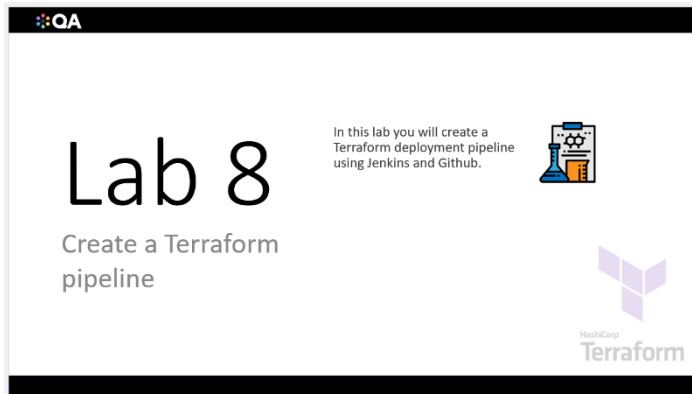 QA
Lab 8
Create a Terraform
pipeline
In this lab you will create a
Terraform deployment pipeline
using Jenkins and Github.
HashiCorp
Terraform